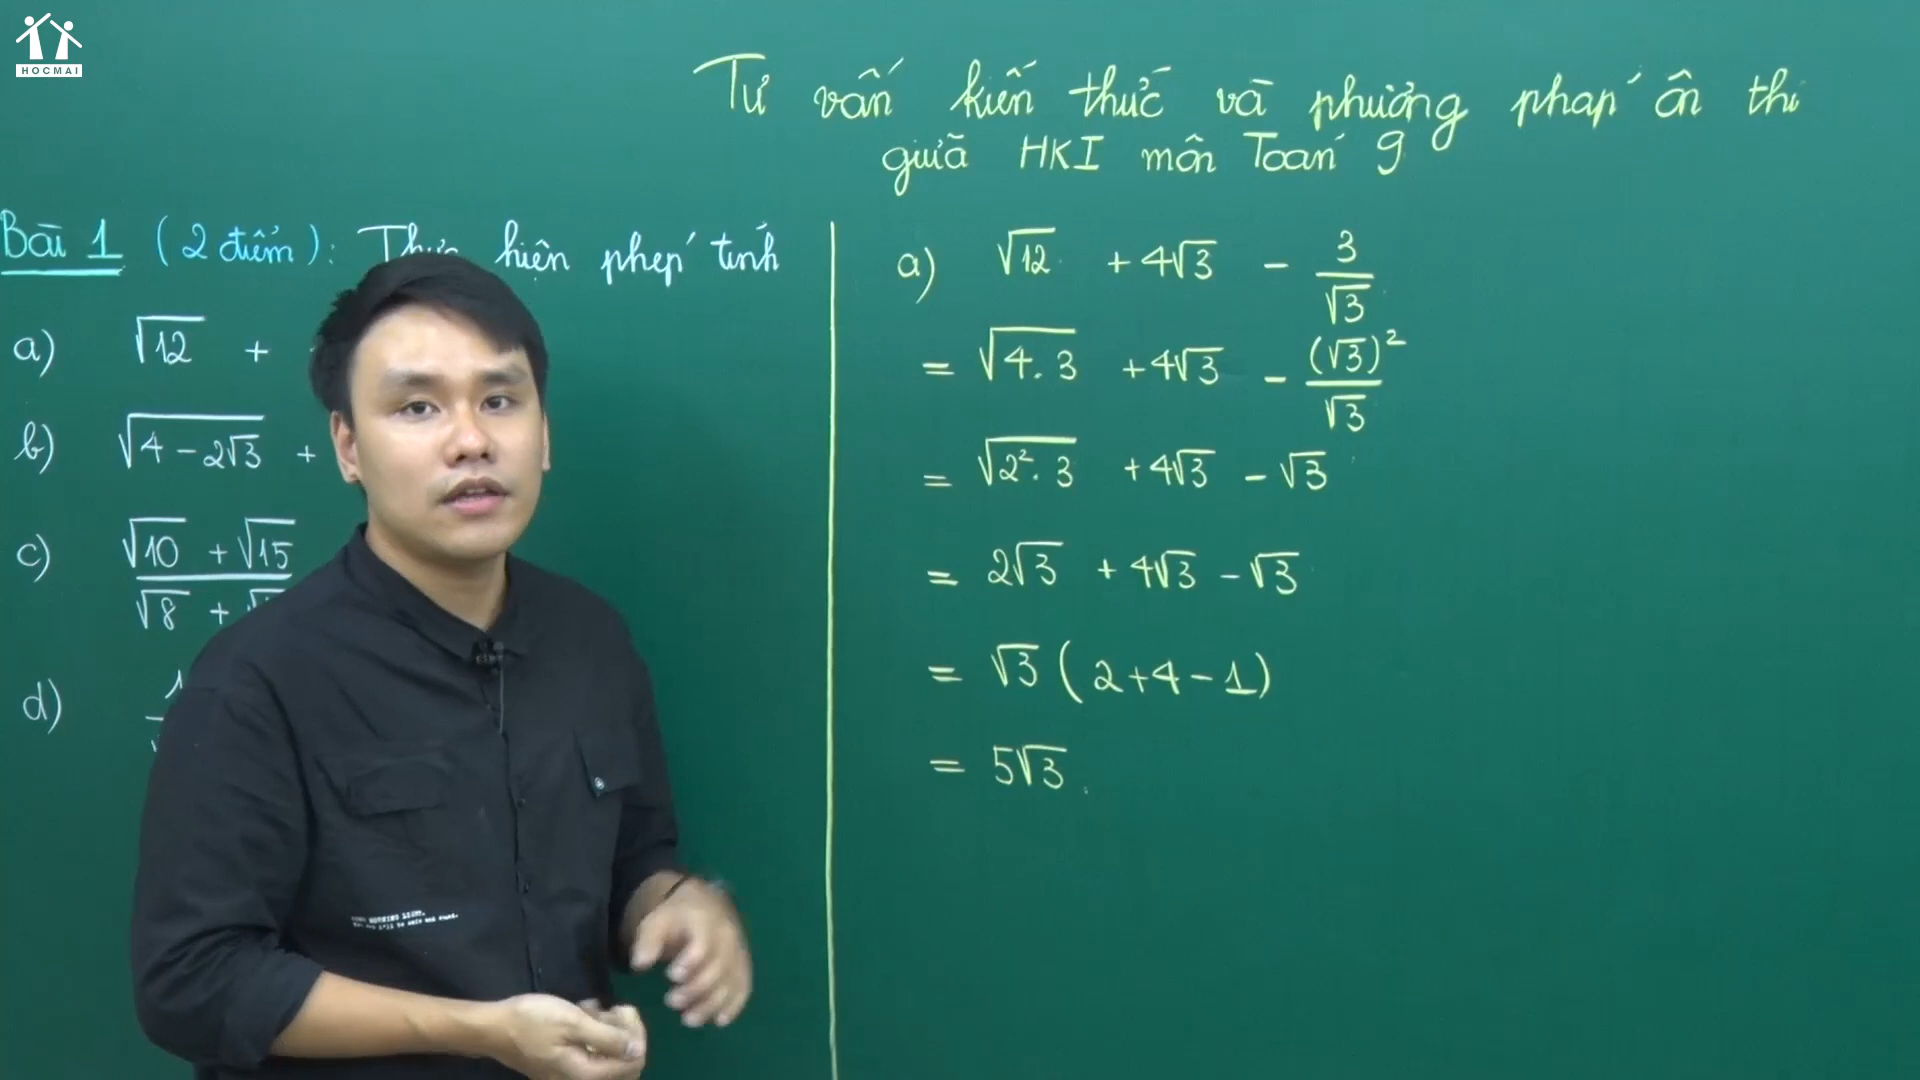 HOCMAI
Tư vấn kiến thức và phương pháp ôn thi
giữa HKI môn Toán 9
Bài 1 (2 điểm): Thực hiện phép tính
a) √12 +
b) √(4 - 2√3) +
c) (√10 + √15)/(√8 +
d)
a) √12 + 4√3 - 3/√3
= √(4.3) + 4√3 - (√3)²/√3
= √(2².3) + 4√3 - √3
= 2√3 + 4√3 - √3
= √3 (2+4-1)
= 5√3.